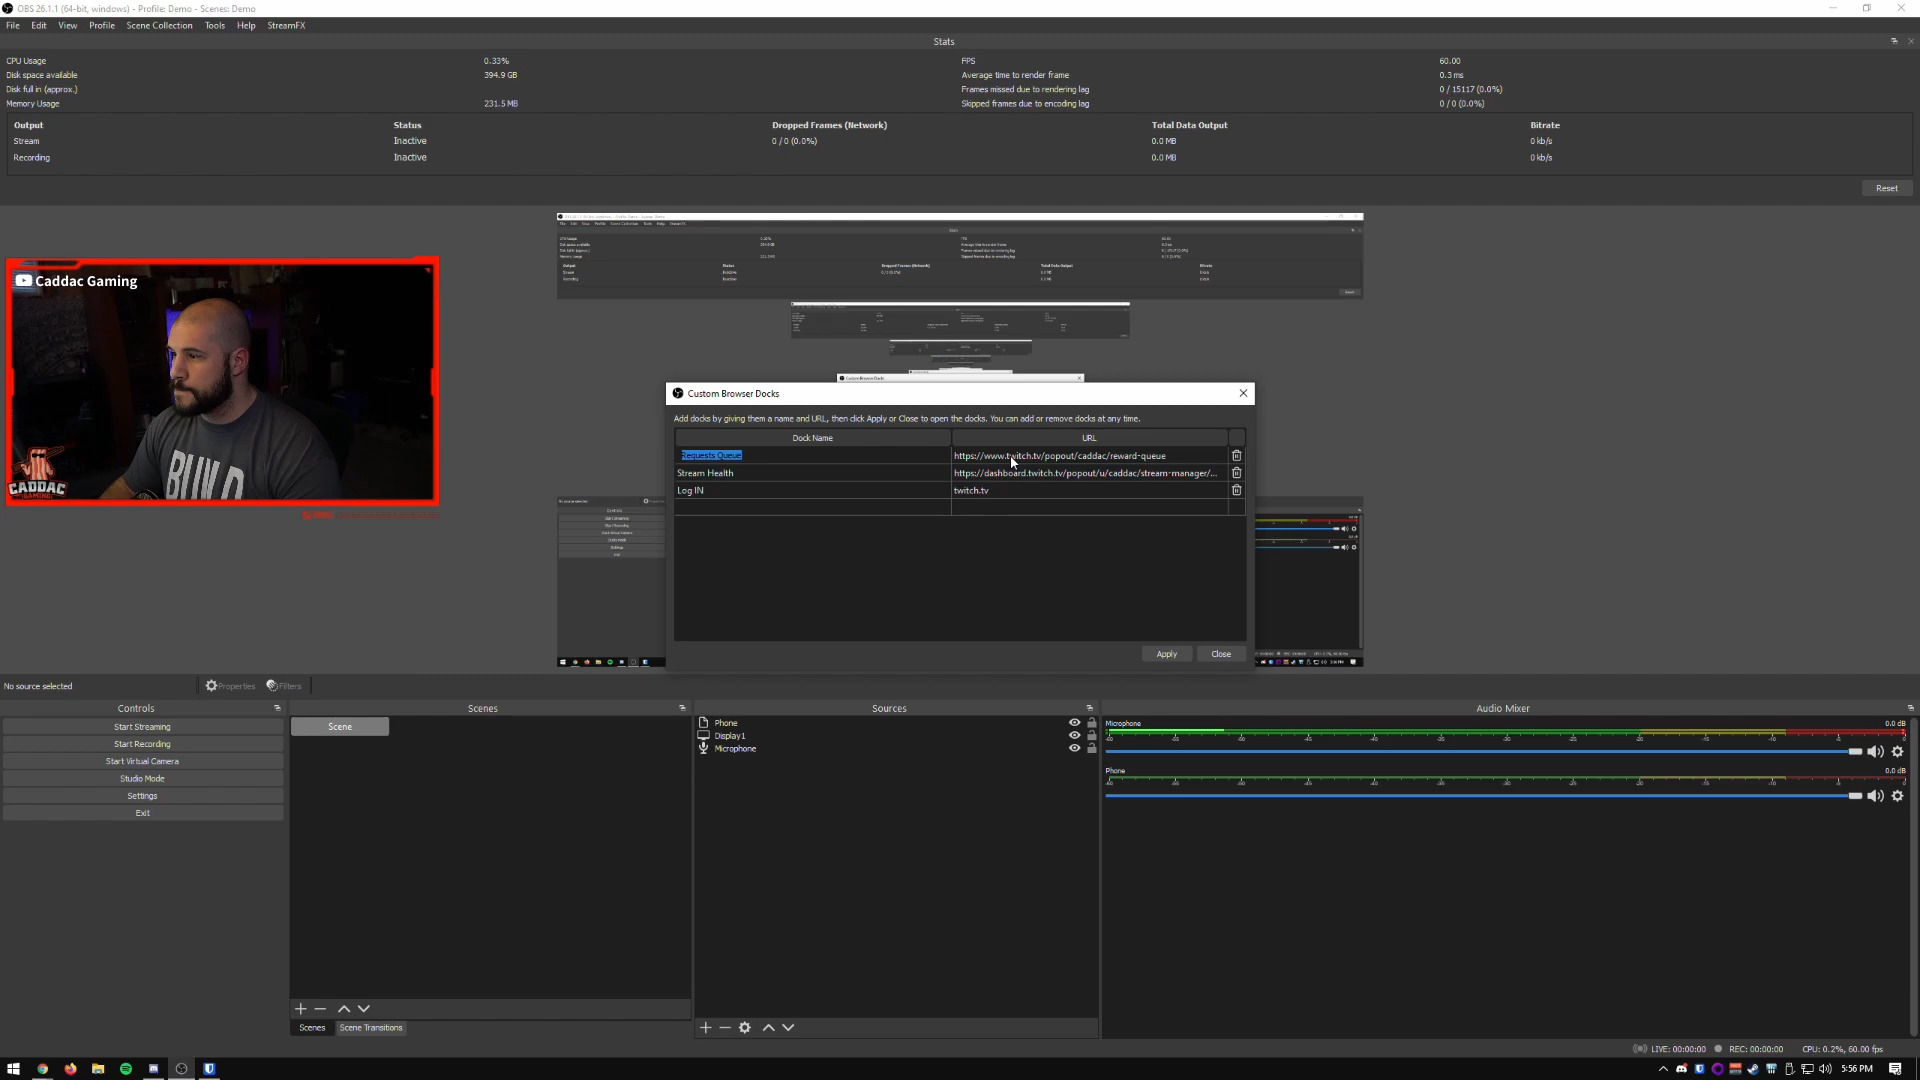 OBS 26.1.1 (64-bit, windows) - Profile: Demo - Scenes: Demo
File Edit View Profile Scene Collection Tools Help StreamFX
Stats
CPU Usage 0.33% FPS 60.00
Disk space available 394.9 GB Average time to render frame 0.3 ms
Disk full in (approx.) Frames missed due to rendering lag 0 / 15117 (0.0%)
Memory Usage 231.5 MB Skipped frames due to encoding lag 0 / 0 (0.0%)
Output Status Dropped Frames (Network) Total Data Output Bitrate
Stream Inactive 0 / 0 (0.0%) 0.0 MB 0 kb/s
Recording Inactive 0.0 MB 0 kb/s
Reset
Caddac Gaming
BUILD
CADDAC
GAMING
Custom Browser Docks
Add docks by giving them a name and URL, then click Apply or Close to open the docks. You can add or remove docks at any time.
Dock Name URL
Requests Queue https://www.twitch.tv/popout/caddac/reward-queue
Stream Health https://dashboard.twitch.tv/popout/u/caddac/stream-manager/...
Log IN twitch.tv
Apply Close
No source selected Properties Filters
Controls Scenes Sources Audio Mixer
Start Streaming
Start Recording
Start Virtual Camera
Studio Mode
Settings
Exit
Scene
Scenes Scene Transitions
Phone
Display1
Microphone
Microphone 0.0 dB
Phone 0.0 dB
LIVE: 00:00:00 REC: 00:00:00 CPU: 0.2%, 60.00 fps
5:56 PM